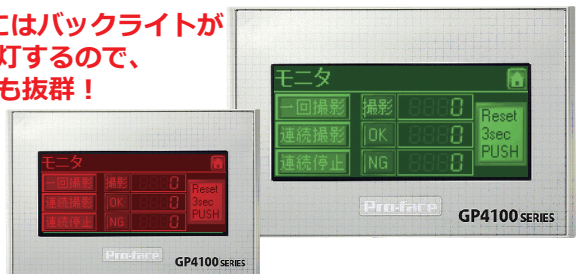 にはバックライトが
灯するので、
も抜群！
モニタ
一回撮影 撮影 0 Reset
連続撮影 OK 0 3sec
連続停止 NG 0 PUSH
Pro-face
GP4100 SERIES
モニタ
一回撮影 撮影 0 Reset
連続撮影 OK 0 3sec
連続停止 NG 0 PUSH
Pro-face
GP4100 SERIES